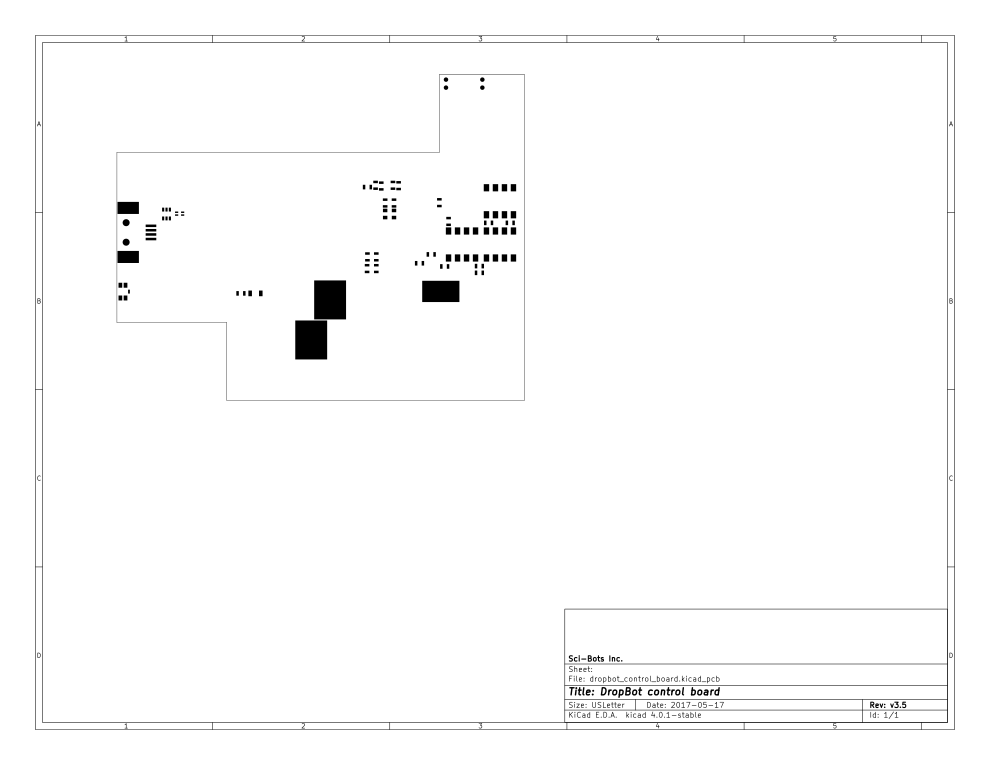 1 2 3 4 5
A A
B B
C C
D D
Sci-Bots Inc.
Sheet:
File: dropbot_control_board.kicad_pcb
Title: DropBot control board
Size: USLetter Date: 2017-05-17 Rev: v3.5
KiCad E.D.A. kicad 4.0.1-stable Id: 1/1
1 2 3 4 5